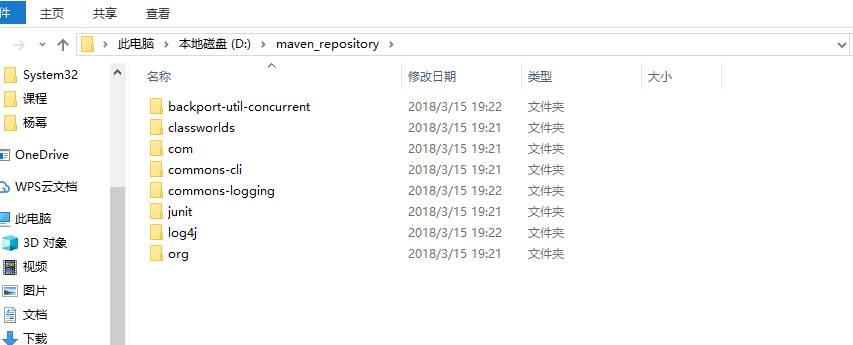 件 主页 共享 查看
此电脑 本地磁盘 (D:) maven_repository
System32
课程
杨幂
OneDrive
WPS云文档
此电脑
3D 对象
视频
图片
文档
下载
名称 修改日期 类型 大小
backport-util-concurrent 2018/3/15 19:22 文件夹
classworlds 2018/3/15 19:21 文件夹
com 2018/3/15 19:21 文件夹
commons-cli 2018/3/15 19:21 文件夹
commons-logging 2018/3/15 19:22 文件夹
junit 2018/3/15 19:21 文件夹
log4j 2018/3/15 19:22 文件夹
org 2018/3/15 19:21 文件夹